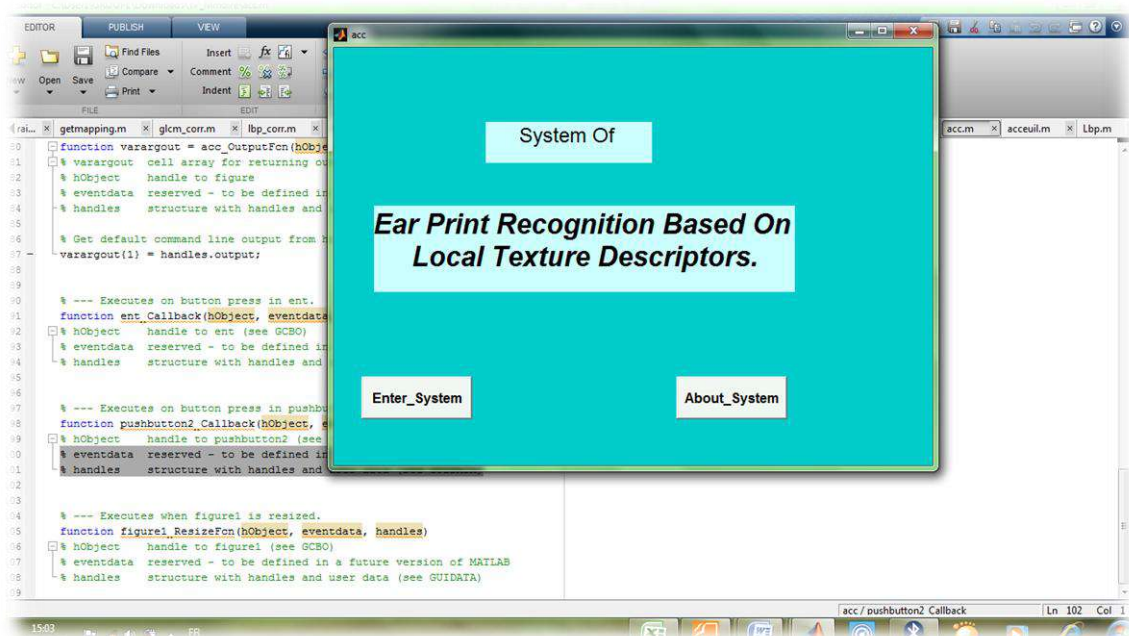 EDITOR PUBLISH VIEW
acc
Find Files
Insert fx
Open Save
Compare
Comment %
Print
Indent
FILE EDIT
getmapping.m × glcm_corr.m × lbp_corr.m ×
acc.m × acceuil.m × Lbp.m
function varargout = acc_OutputFcn(hObje
% varargout cell array for returning ou
% hObject handle to figure
% eventdata reserved - to be defined in
% handles structure with handles and
% Get default command line output from h
varargout{1} = handles.output;
% --- Executes on button press in ent.
function ent_Callback(hObject, eventdata
% hObject handle to ent (see GCBO)
% eventdata reserved - to be defined in
% handles structure with handles and
% --- Executes on button press in pushbu
function pushbutton2_Callback(hObject, e
% hObject handle to pushbutton2 (see
% eventdata reserved - to be defined in
% handles structure with handles and
% --- Executes when figure1 is resized.
function figure1_ResizeFcn(hObject, eventdata, handles)
% hObject handle to figure1 (see GCBO)
% eventdata reserved - to be defined in a future version of MATLAB
% handles structure with handles and user data (see GUIDATA)
System Of
Ear Print Recognition Based On
Local Texture Descriptors.
Enter_System
About_System
acc / pushbutton2 Callback
Ln 102 Col 1
15:03
FR